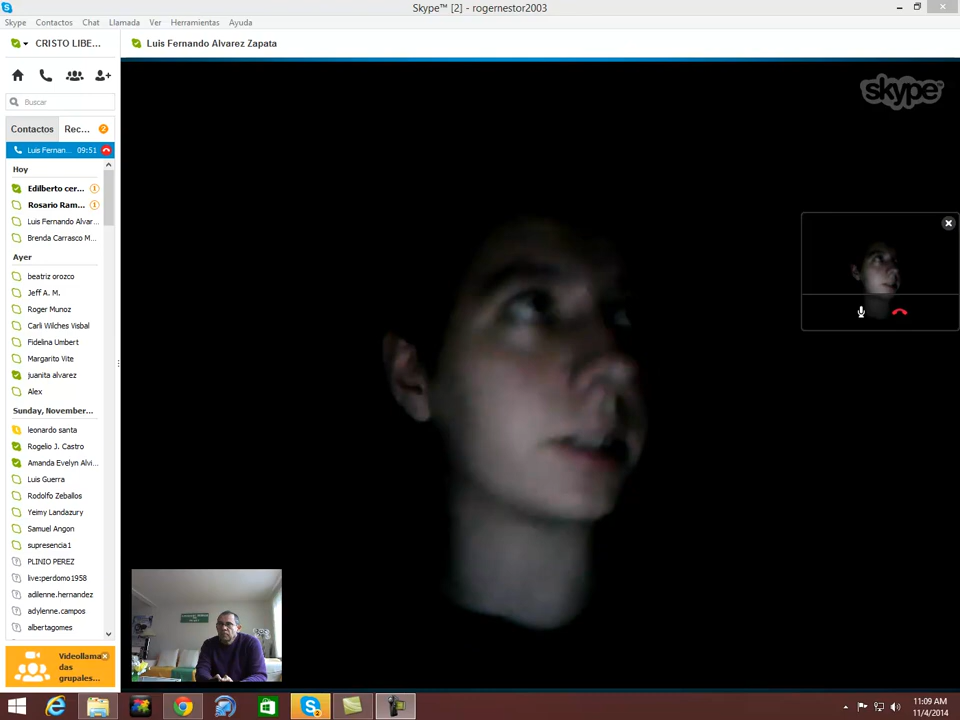 Skype™ [2] - rogernestor2003
Skype Contactos Chat Llamada Ver Herramientas Ayuda
CRISTO LIBE...
Luis Fernando Alvarez Zapata
skype
Buscar
Contactos Rec... 2
Luis Fernan... 09:51
Hoy
Edilberto cer... 1
Rosario Ram... 1
Luis Fernando Alvar...
Brenda Carrasco M...
Ayer
beatriz orozco
Jeff A. M.
Roger Munoz
Carli Wilches Visbal
Fidelina Umbert
Margarito Vite
juanita alvarez
Alex
Sunday, November...
leonardo santa
Rogelio J. Castro
Amanda Evelyn Alvi...
Luis Guerra
Rodolfo Zeballos
Yeimy Landazury
Samuel Angon
supresencia1
PLINIO PEREZ
live:perdomo1958
adilenne.hernandez
adylenne.campos
albertagomes
Videollama
das
grupales...
11:09 AM
11/4/2014